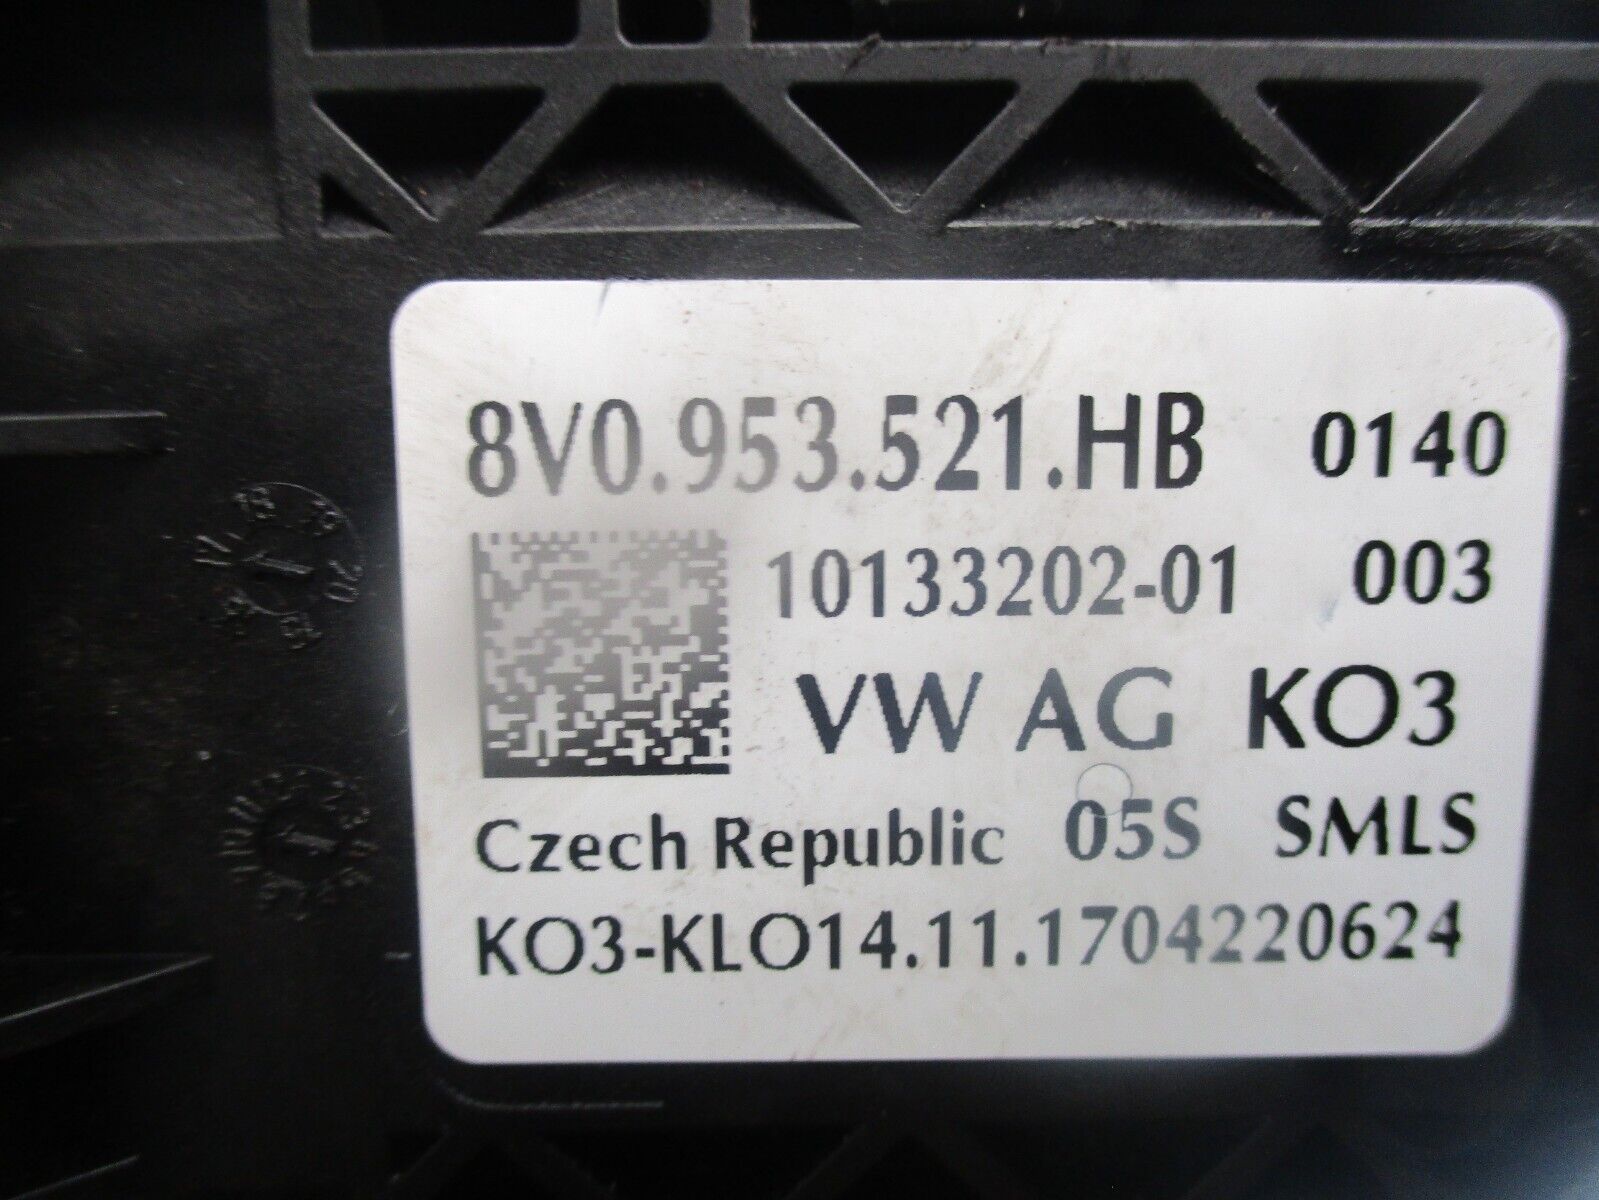 8V0.953.521.HB 0140
10133202-01 003
VW AG KO3
Czech Republic 05S SMLS
KO3-KLO14.11.1704220624